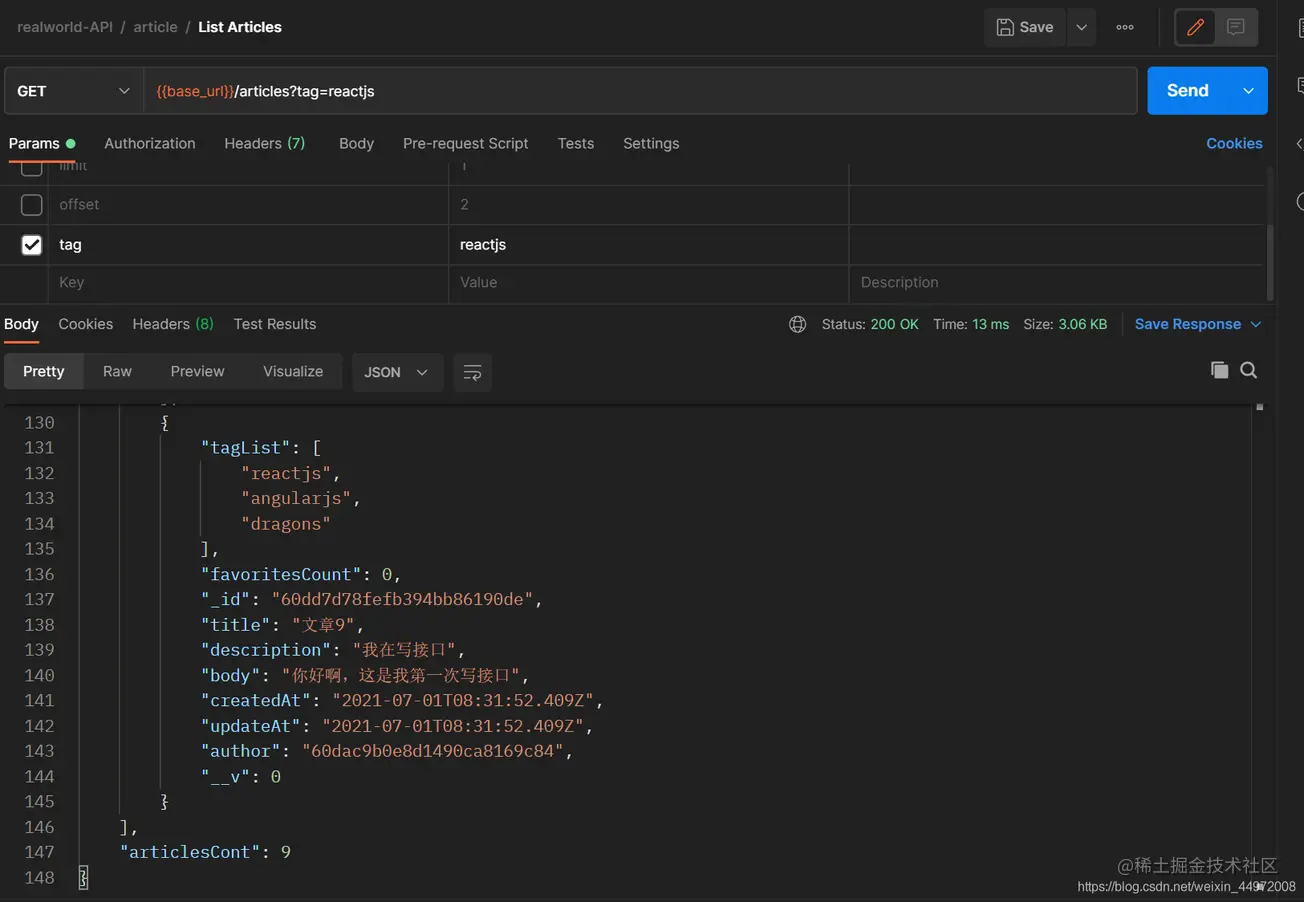 realworld-API / article / List Articles Save
GET {{base_url}}/articles?tag=reactjs Send
Params Authorization Headers (7) Body Pre-request Script Tests Settings Cookies
limit 1
offset 2
tag reactjs
Key Value Description
Body Cookies Headers (8) Test Results Status: 200 OK Time: 13 ms Size: 3.06 KB Save Response
Pretty Raw Preview Visualize JSON
130 {
131 "tagList": [
132 "reactjs",
133 "angularjs",
134 "dragons"
135 ],
136 "favoritesCount": 0,
137 "_id": "60dd7d78fefb394bb86190de",
138 "title": "文章9",
139 "description": "我在写接口",
140 "body": "你好啊，这是我第一次写接口",
141 "createdAt": "2021-07-01T08:31:52.409Z",
142 "updateAt": "2021-07-01T08:31:52.409Z",
143 "author": "60dac9b0e8d1490ca8169c84",
144 "__v": 0
145 }
146 ],
147 "articlesCont": 9
148 }
@稀土掘金技术社区
https://blog.csdn.net/weixin_44972008